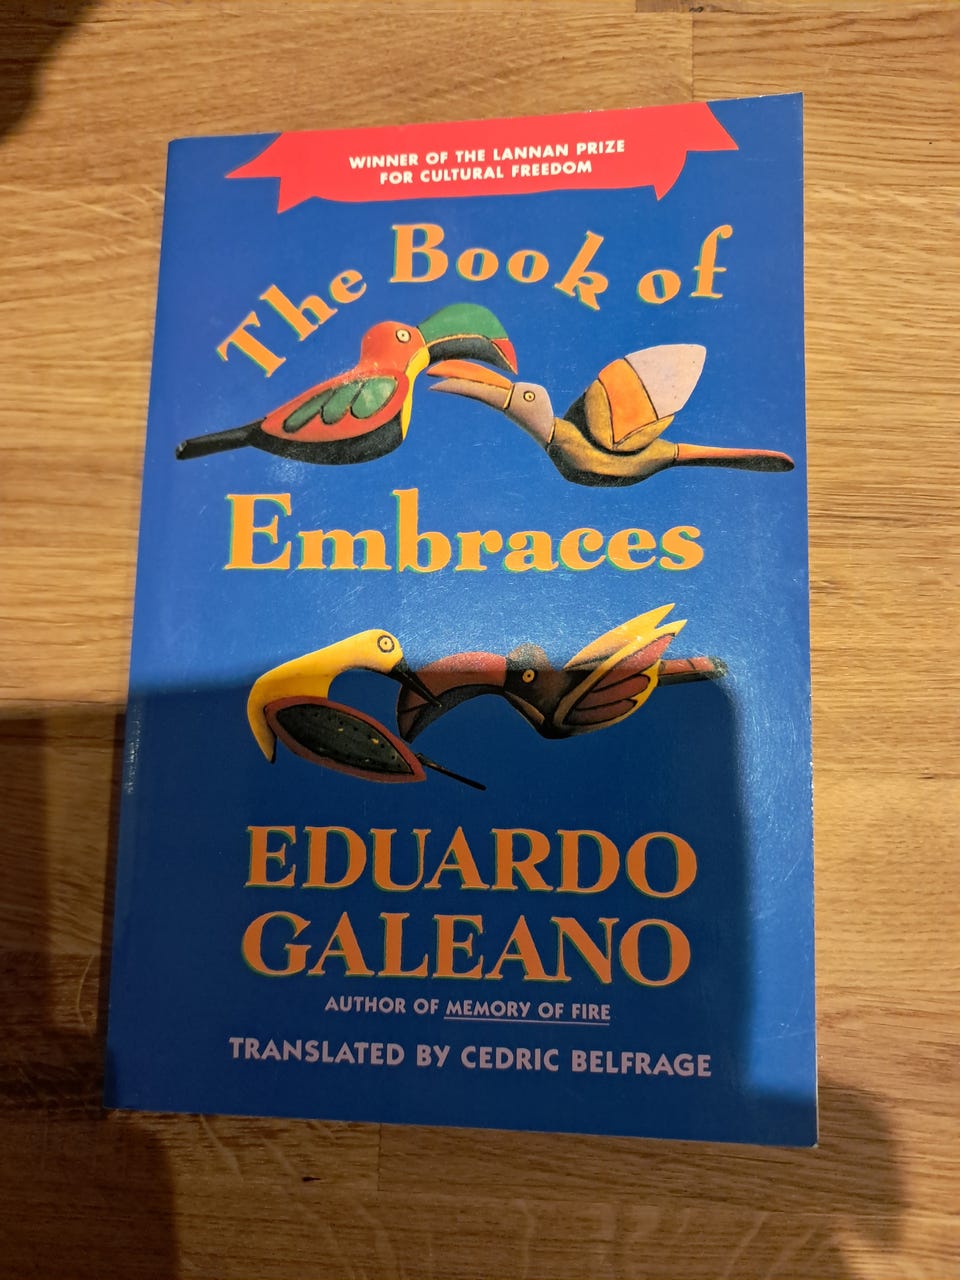 WINNER OF THE LANNAN PRIZE
FOR CULTURAL FREEDOM
The Book of
Embraces
EDUARDO
GALEANO
AUTHOR OF MEMORY OF FIRE
TRANSLATED BY CEDRIC BELFRAGE